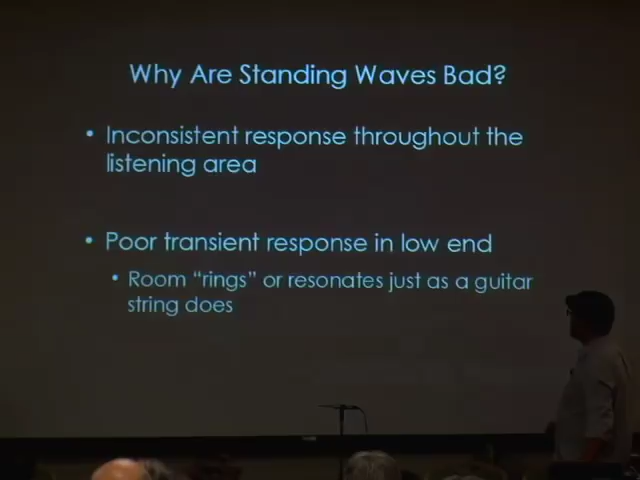 Why Are Standing Waves Bad?
• Inconsistent response throughout the
listening area
• Poor transient response in low end
• Room “rings” or resonates just as a guitar
string does